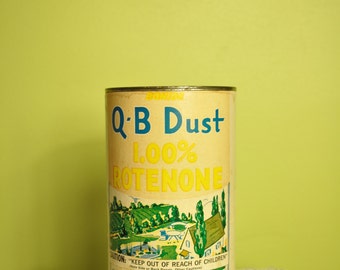 Q-B Dust
1.00%
ROTENONE
CAUTION: "KEEP OUT OF REACH OF CHILDREN"